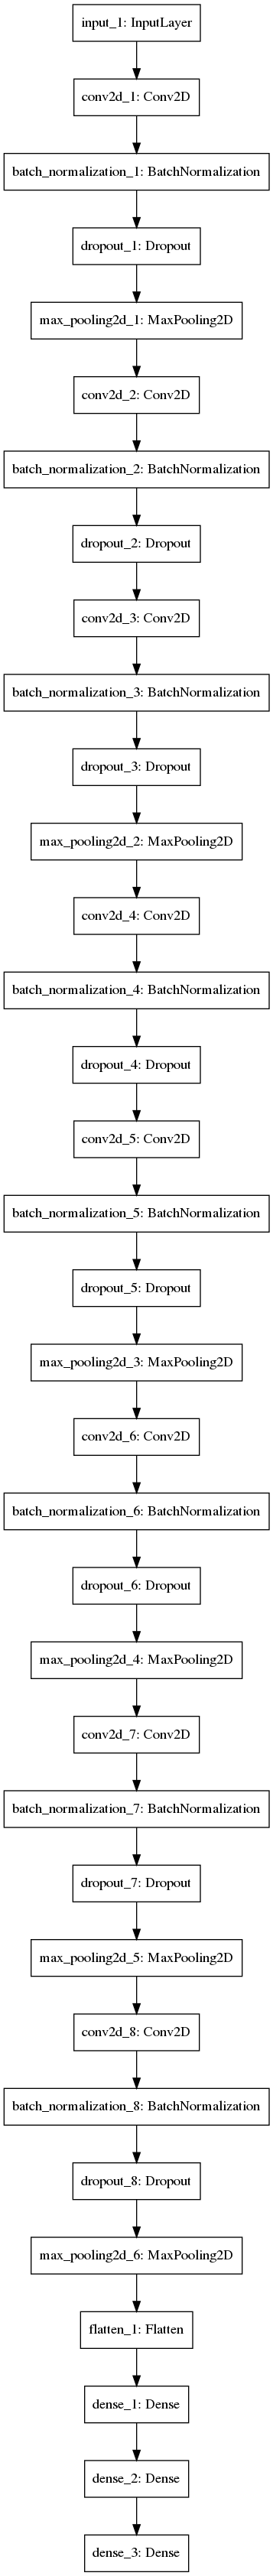 input_1: InputLayer
conv2d_1: Conv2D
batch_normalization_1: BatchNormalization
dropout_1: Dropout
max_pooling2d_1: MaxPooling2D
conv2d_2: Conv2D
batch_normalization_2: BatchNormalization
dropout_2: Dropout
conv2d_3: Conv2D
batch_normalization_3: BatchNormalization
dropout_3: Dropout
max_pooling2d_2: MaxPooling2D
conv2d_4: Conv2D
batch_normalization_4: BatchNormalization
dropout_4: Dropout
conv2d_5: Conv2D
batch_normalization_5: BatchNormalization
dropout_5: Dropout
max_pooling2d_3: MaxPooling2D
conv2d_6: Conv2D
batch_normalization_6: BatchNormalization
dropout_6: Dropout
max_pooling2d_4: MaxPooling2D
conv2d_7: Conv2D
batch_normalization_7: BatchNormalization
dropout_7: Dropout
max_pooling2d_5: MaxPooling2D
conv2d_8: Conv2D
batch_normalization_8: BatchNormalization
dropout_8: Dropout
max_pooling2d_6: MaxPooling2D
flatten_1: Flatten
dense_1: Dense
dense_2: Dense
dense_3: Dense